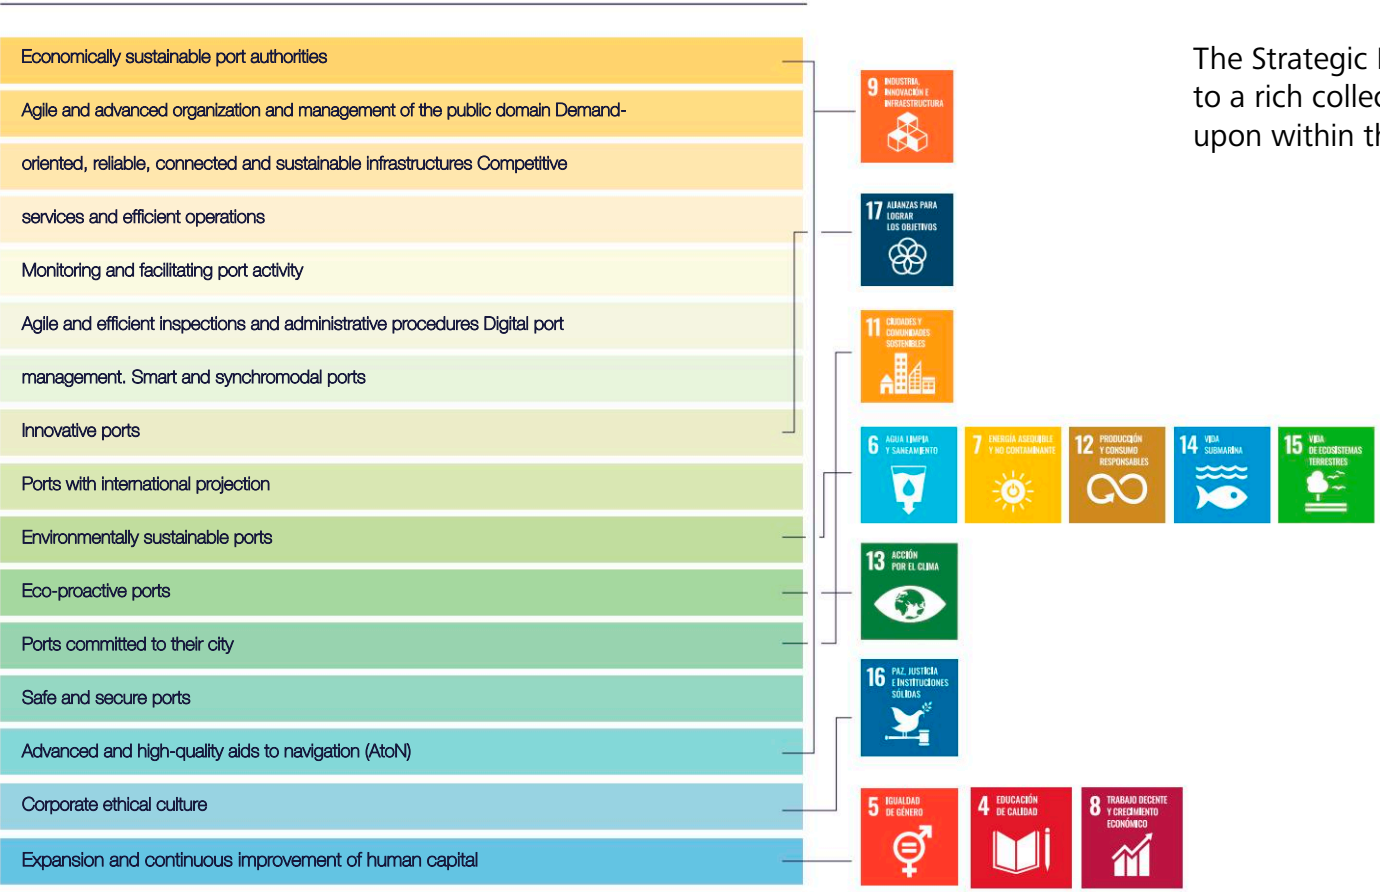 Economically sustainable port authorities
Agile and advanced organization and management of the public domain Demand-
oriented, reliable, connected and sustainable infrastructures Competitive
services and efficient operations
Monitoring and facilitating port activity
Agile and efficient inspections and administrative procedures Digital port
management. Smart and synchromodal ports
Innovative ports
Ports with international projection
Environmentally sustainable ports
Eco-proactive ports
Ports committed to their city
Safe and secure ports
Advanced and high-quality aids to navigation (AtoN)
Corporate ethical culture
Expansion and continuous improvement of human capital
9 INDUSTRIA,
INNOVACIÓN E
INFRAESTRUCTURA
17 ALIANZAS PARA
LOGRAR
LOS OBJETIVOS
11 CIUDADES Y
COMUNIDADES
SOSTENIBLES
6 AGUA LIMPIA
Y SANEAMIENTO
7 ENERGÍA ASEQUIBLE
Y NO CONTAMINANTE
12 PRODUCCIÓN
Y CONSUMO
RESPONSABLES
14 VIDA
SUBMARINA
15 VIDA
DE ECOSISTEMAS
TERRESTRES
13 ACCIÓN
POR EL CLIMA
16 PAZ, JUSTICIA
E INSTITUCIONES
SÓLIDAS
5 IGUALDAD
DE GÉNERO
4 EDUCACIÓN
DE CALIDAD
8 TRABAJO DECENTE
Y CRECIMIENTO
ECONÓMICO
The Strategic
to a rich
upon within